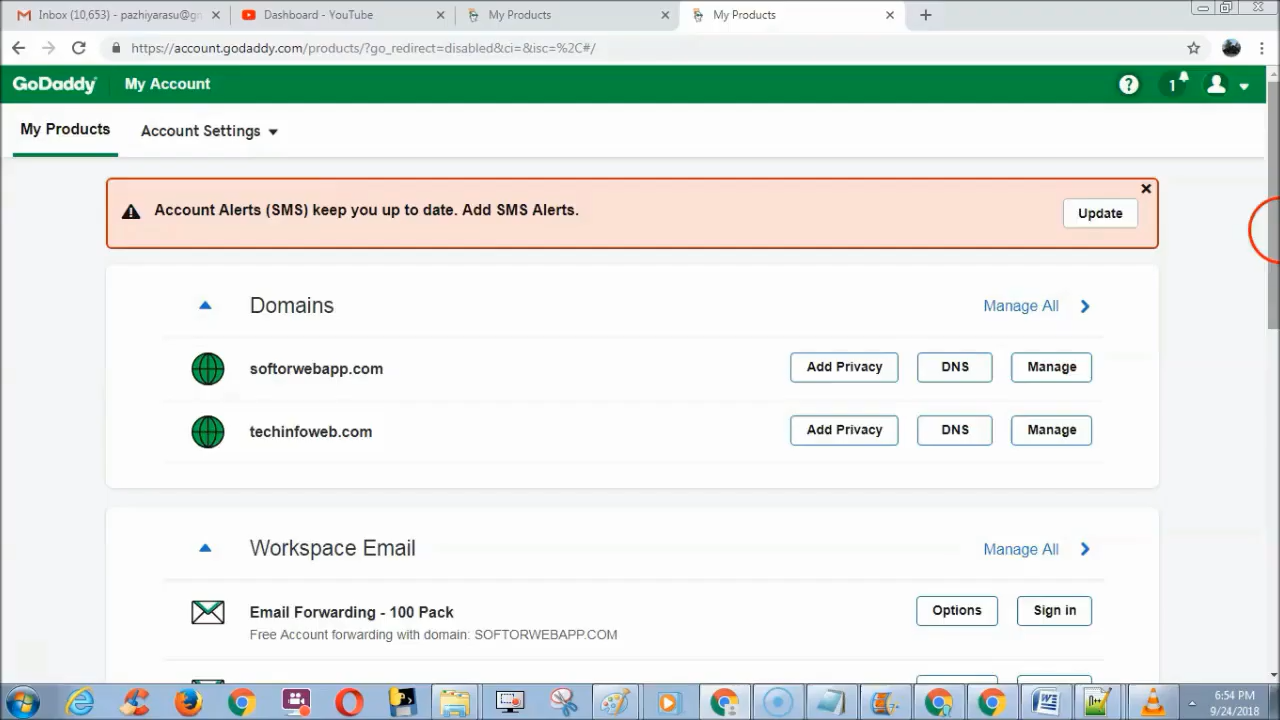 Inbox (10,653) - pazhiyarasu@gn
Dashboard - YouTube
My Products
My Products
https://account.godaddy.com/products/?go_redirect=disabled&ci=&isc=%2C#/
GoDaddy
My Account
1
My Products
Account Settings
Account Alerts (SMS) keep you up to date. Add SMS Alerts.
Update
Domains
Manage All
softorwebapp.com
Add Privacy
DNS
Manage
techinfoweb.com
Add Privacy
DNS
Manage
Workspace Email
Manage All
Email Forwarding - 100 Pack
Options
Sign in
Free Account forwarding with domain: SOFTORWEBAPP.COM
6:54 PM
9/24/2018